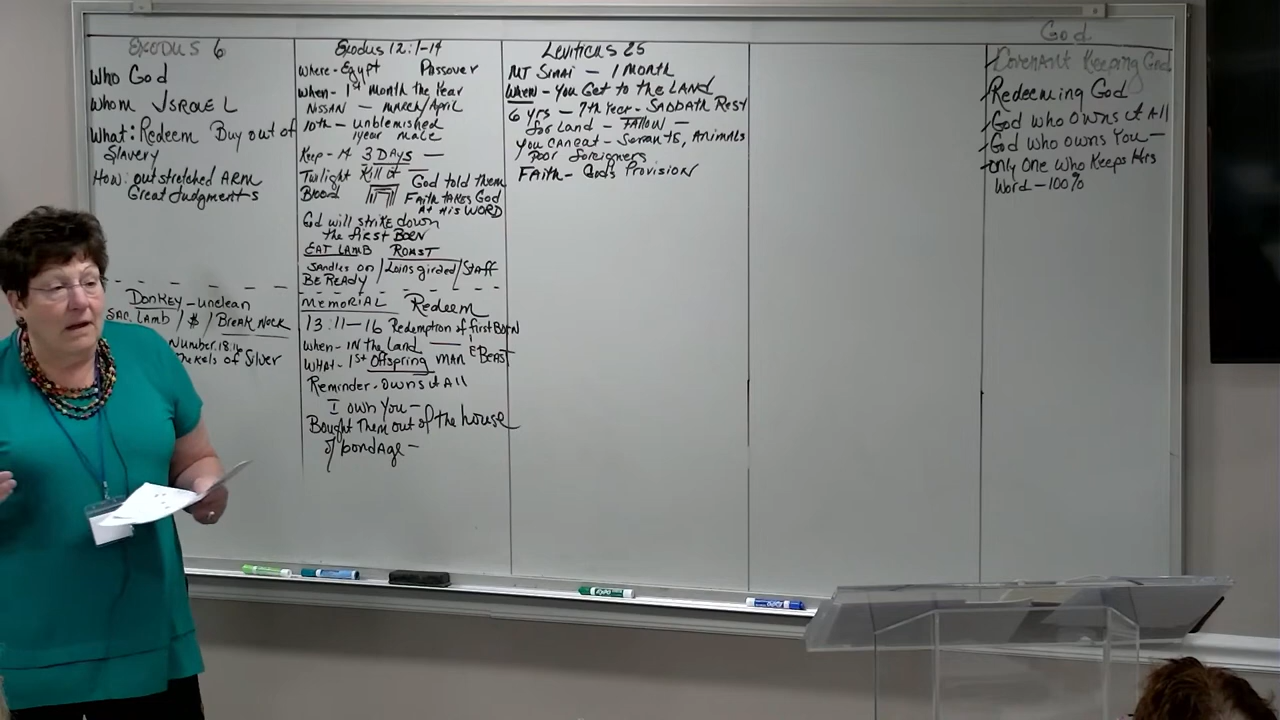 Exodus 6
Who God
Whom ISRAEL
What: Redeem Buy out of
Slavery
How: outstretched ARM
Great Judgments
DONKEY - unclean
SAC. LAMB / $ / BREAK NECK
Number 18:16
Shekels of Silver
Exodus 12:1-14
Where - Egypt Passover
When - 1st Month the Year
NISSAN - MARCH/April
10th - unblemished
1 year male
Keep - it 3 DAYS -
Twilight Kill it -
Blood God told them
Faith takes God
At His WORD
God will strike down
the first BORN
EAT LAMB ROAST
Sandles on / Loins girded / Staff
BE READY
MEMORIAL Redeem
13:11-16 Redemption of first BORN
When - IN the Land
WHAT - 1st Offspring MAN & BEAST
Reminder - owns it All
I own You -
Bought Them out of the house
of bondage -
Leviticus 25
MT SINAI - 1 MONTH
When - You Get to the LAND
6 yrs - 7th Year - SABBATH REST
for Land - FALLOW -
You can eat - Servants, Animals
Poor foreigners
FAITH - God's Provision
God
Covenant Keeping God
Redeeming God
God who owns it All
God who owns You -
only One who Keeps His
Word - 100%